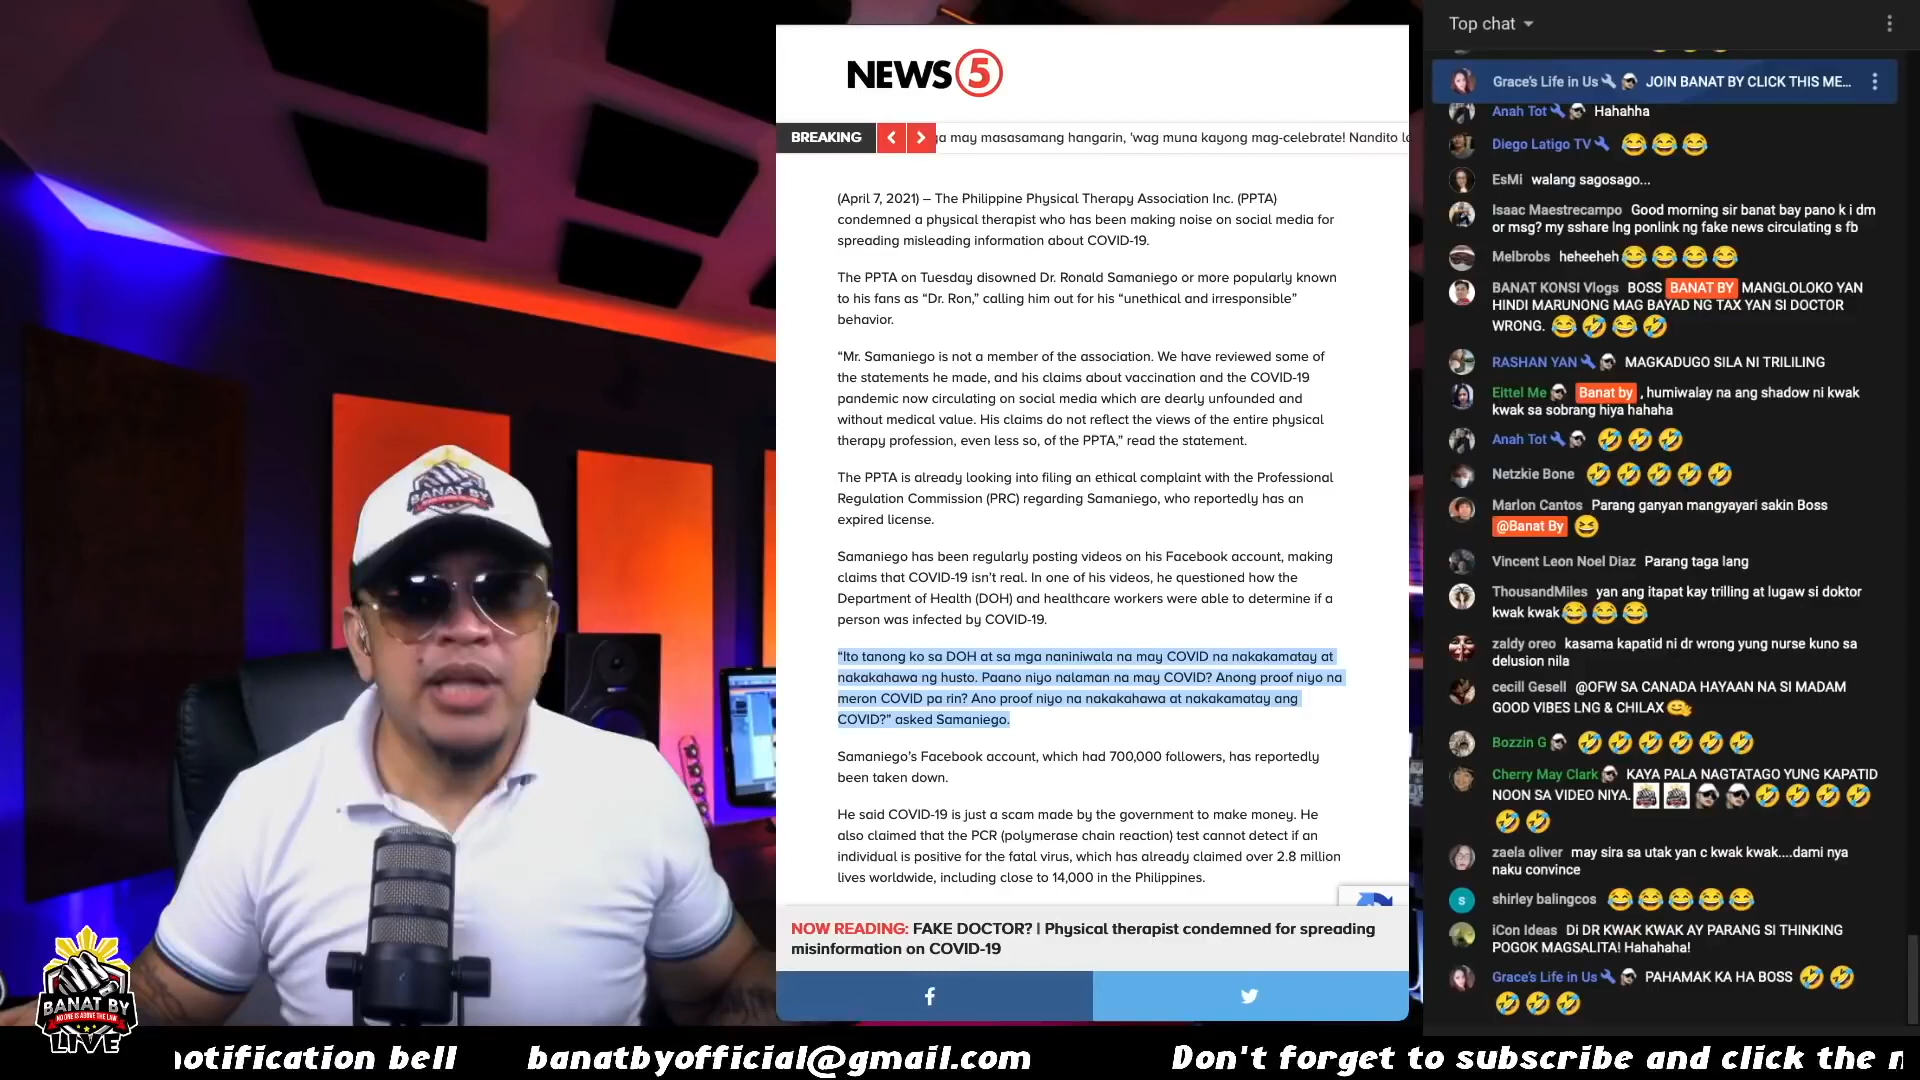 NEWS 5
BREAKING
ga may masasamang hangarin, 'wag muna kayong mag-celebrate! Nandito
(April 7, 2021) – The Philippine Physical Therapy Association Inc. (PPTA)
condemned a physical therapist who has been making noise on social media for
spreading misleading information about COVID-19.
The PPTA on Tuesday disowned Dr. Ronald Samaniego or more popularly known
to his fans as “Dr. Ron,” calling him out for his “unethical and irresponsible”
behavior.
“Mr. Samaniego is not a member of the association. We have reviewed some of
the statements he made, and his claims about vaccination and the COVID-19
pandemic now circulating on social media which are dearly unfounded and
without medical value. His claims do not reflect the views of the entire physical
therapy profession, even less so, of the PPTA,” read the statement.
The PPTA is already looking into filing an ethical complaint with the Professional
Regulation Commission (PRC) regarding Samaniego, who reportedly has an
expired license.
Samaniego has been regularly posting videos on his Facebook account, making
claims that COVID-19 isn’t real. In one of his videos, he questioned how the
Department of Health (DOH) and healthcare workers were able to determine if a
person was infected by COVID-19.
“Ito tanong ko sa DOH at sa mga naniniwala na may COVID na nakakamatay at
nakakahawa ng husto. Paano niyo nalaman na may COVID? Anong proof niyo na
meron COVID pa rin? Ano proof niyo na nakakahawa at nakakamatay ang
COVID?” asked Samaniego.
Samaniego’s Facebook account, which had 700,000 followers, has reportedly
been taken down.
He said COVID-19 is just a scam made by the government to make money. He
also claimed that the PCR (polymerase chain reaction) test cannot detect if an
individual is positive for the fatal virus, which has already claimed over 2.8 million
lives worldwide, including close to 14,000 in the Philippines.
NOW READING: FAKE DOCTOR? | Physical therapist condemned for spreading
misinformation on COVID-19
Top chat
Grace's Life in Us JOIN BANAT BY CLICK THIS ME...
Anah Tot Hahahha
Diego Latigo TV 😂😂😂
EsMi walang sagosago...
Isaac Maestrecampo Good morning sir banat bay pano k i dm
or msg? my sshare lng ponlink ng fake news circulating s fb
Melbrobs heheeheh😂😂😂😂
BANAT KONSI Vlogs BOSS BANAT BY MANGLOLOKO YAN
HINDI MARUNONG MAG BAYAD NG TAX YAN SI DOCTOR
WRONG. 😂🤣😂🤣
RASHAN YAN MAGKADUGO SILA NI TRILILING
Eittel Me Banat by , humiwalay na ang shadow ni kwak
kwak sa sobrang hiya hahaha
Anah Tot 🤣🤣🤣
Netzkie Bone 🤣🤣🤣🤣🤣
Marlon Cantos Parang ganyan mangyayari sakin Boss
@Banat By 😆
Vincent Leon Noel Diaz Parang taga lang
ThousandMiles yan ang itapat kay trilling at lugaw si doktor
kwak kwak😂😂😂
zaldy oreo kasama kapatid ni dr wrong yung nurse kuno sa
delusion nila
cecill Gesell @OFW SA CANADA HAYAAN NA SI MADAM
GOOD VIBES LNG & CHILAX
Bozzin G 🤣🤣🤣🤣🤣🤣
Cherry May Clark KAYA PALA NAGTATAGO YUNG KAPATID
NOON SA VIDEO NIYA. 🤣🤣🤣🤣
🤣🤣
zaela oliver may sira sa utak yan c kwak kwak....dami nya
naku convince
S shirley balingcos 😂😂😂😂😂
iCon Ideas Di DR KWAK KWAK AY PARANG SI THINKING
POGOK MAGSALITA! Hahahaha!
Grace's Life in Us PAHAMAK KA HA BOSS 🤣🤣
🤣🤣🤣
BANAT BY
BANAT BY
NO ONE IS ABOVE THE LAW
LIVE
notification bell banatbyofficial@gmail.com Don't forget to subscribe and click the